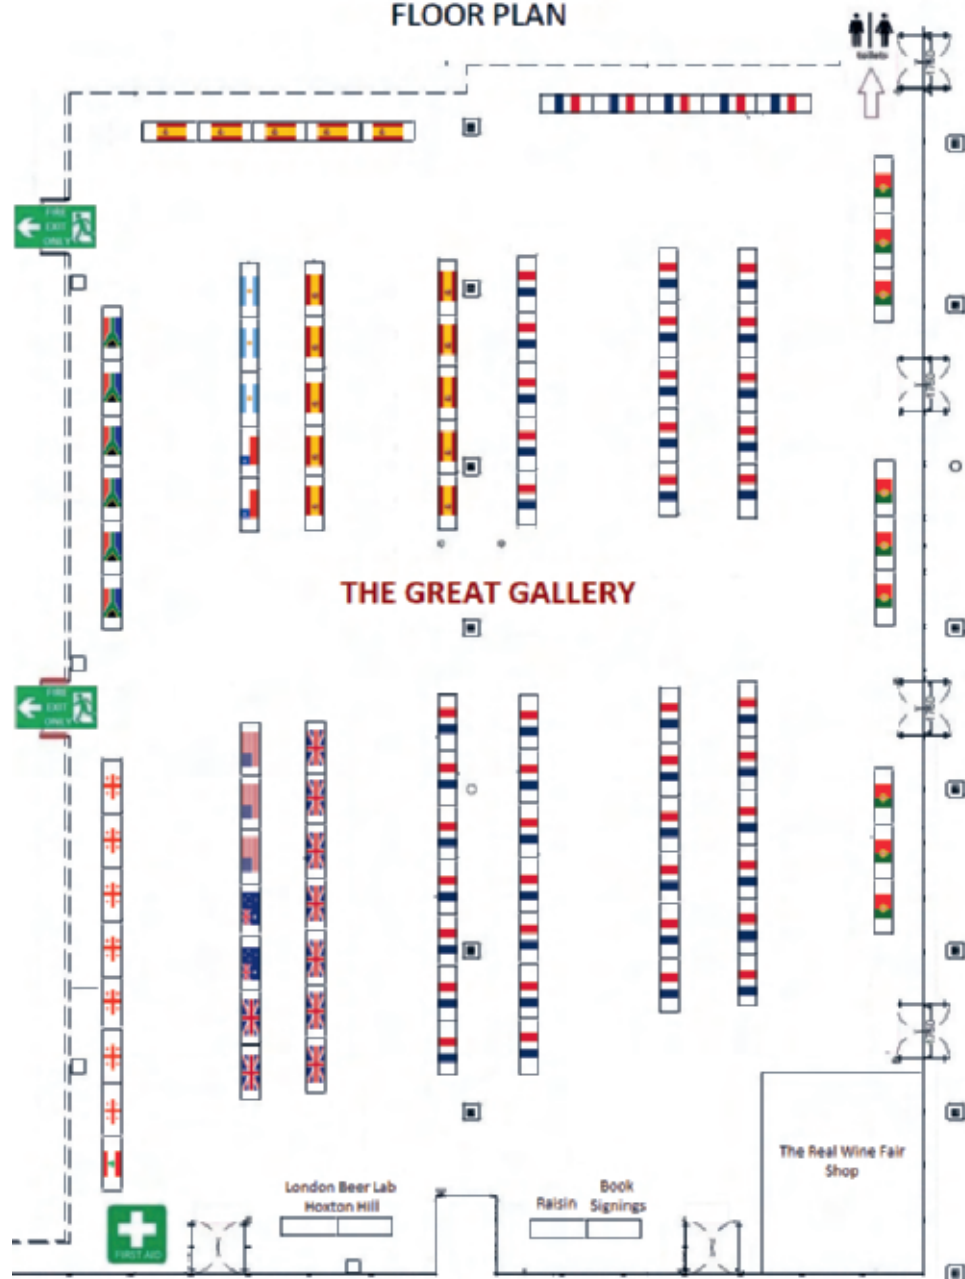 FLOOR PLAN
toilets
FIRE
EXIT
ONLY
THE GREAT GALLERY
FIRE
EXIT
ONLY
The Real Wine Fair
Shop
London Beer Lab
Hoxton Hill
Raisin
Book
Signings
FIRST AID